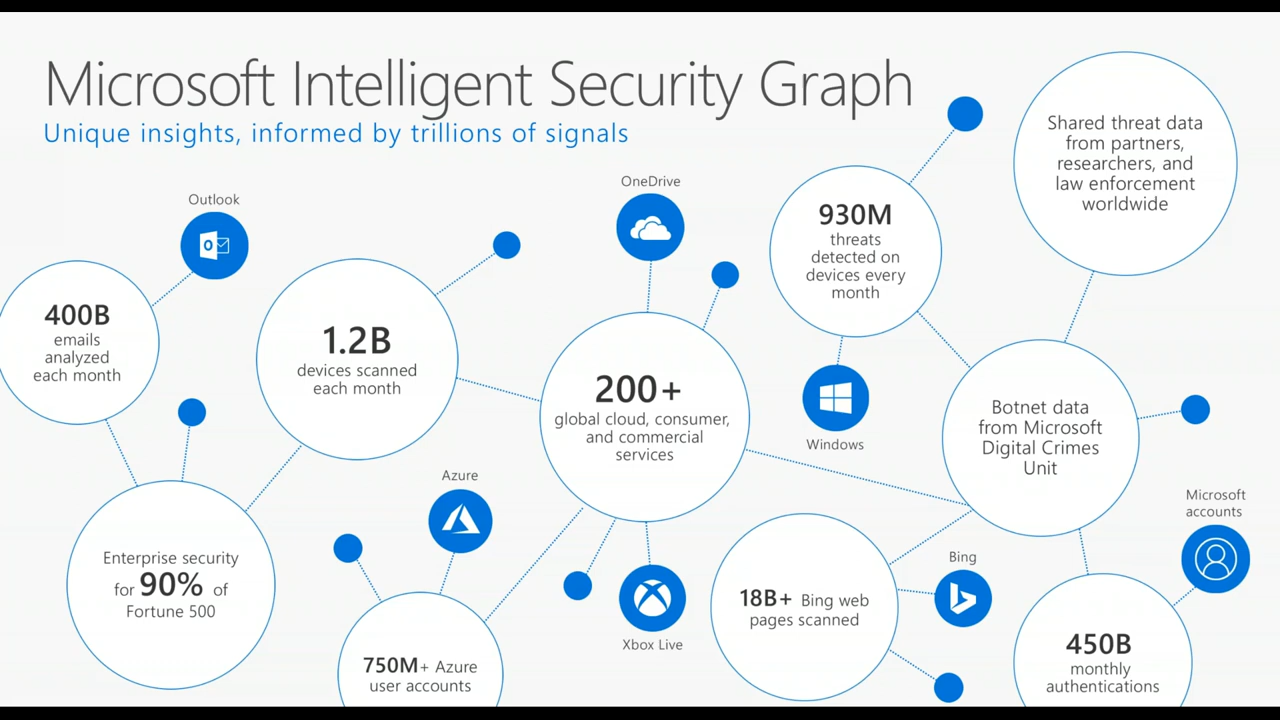 Microsoft Intelligent Security Graph
Unique insights, informed by trillions of signals
Outlook
400B
emails
analyzed
each month
1.2B
devices scanned
each month
OneDrive
200+
global cloud, consumer,
and commercial
services
930M
threats
detected on
devices every
month
Windows
Shared threat data
from partners,
researchers, and
law enforcement
worldwide
Botnet data
from Microsoft
Digital Crimes
Unit
Microsoft
accounts
Enterprise security
for 90% of
Fortune 500
Azure
750M+ Azure
user accounts
Xbox Live
18B+ Bing web
pages scanned
Bing
450B
monthly
authentications